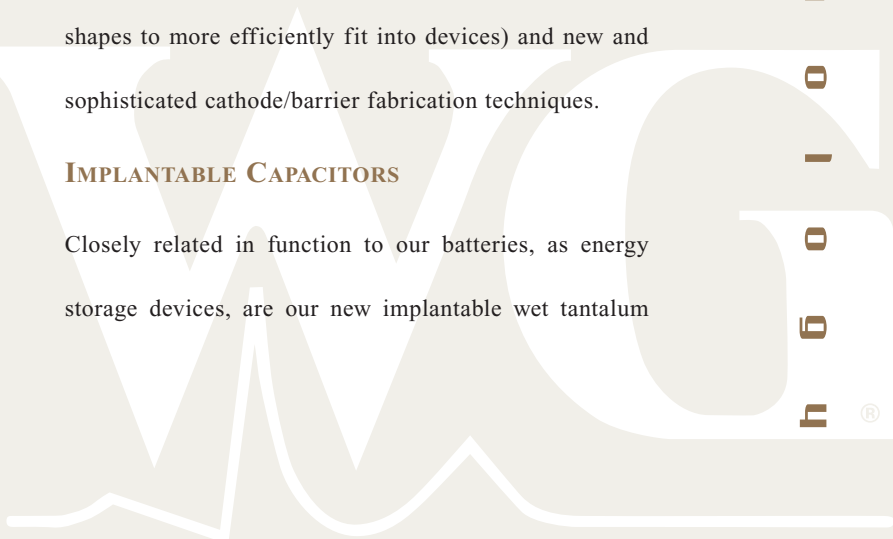 shapes to more efficiently fit into devices) and new and
sophisticated cathode/barrier fabrication techniques.
IMPLANTABLE CAPACITORS
Closely related in function to our batteries, as energy
storage devices, are our new implantable wet tantalum
WG
®
h n o l o